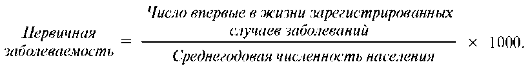 Первичная заболеваемость = Число впервые в жизни зарегистрированных
случаев заболеваний
Среднегодовая численность населения
× 1000.